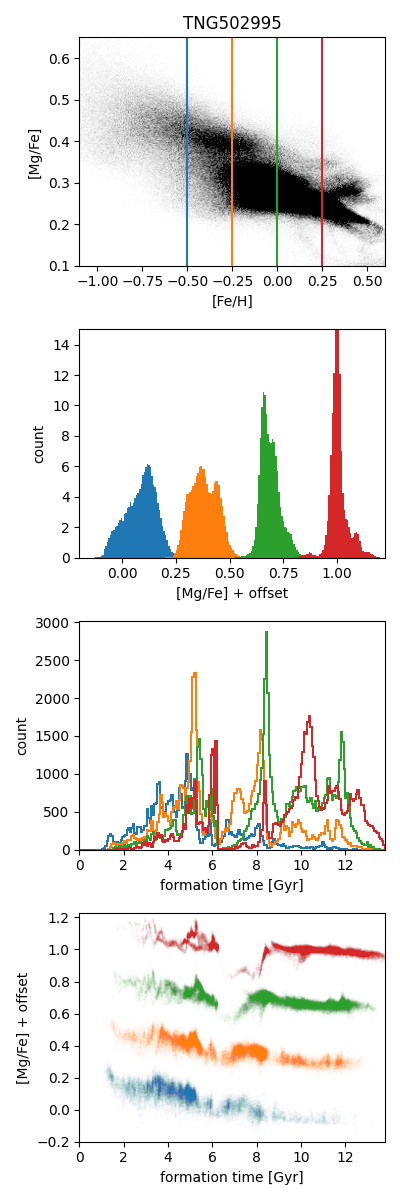 TNG502995
0.6
0.5
0.4
0.3
0.2
0.1
[Mg/Fe]
−1.00 −0.75 −0.50 −0.25 0.00 0.25 0.50
[Fe/H]
14
12
10
8
6
4
2
0
count
0.00 0.25 0.50 0.75 1.00
[Mg/Fe] + offset
3000
2500
2000
1500
1000
500
0
count
0 2 4 6 8 10 12
formation time [Gyr]
1.2
1.0
0.8
0.6
0.4
0.2
0.0
−0.2
[Mg/Fe] + offset
0 2 4 6 8 10 12
formation time [Gyr]